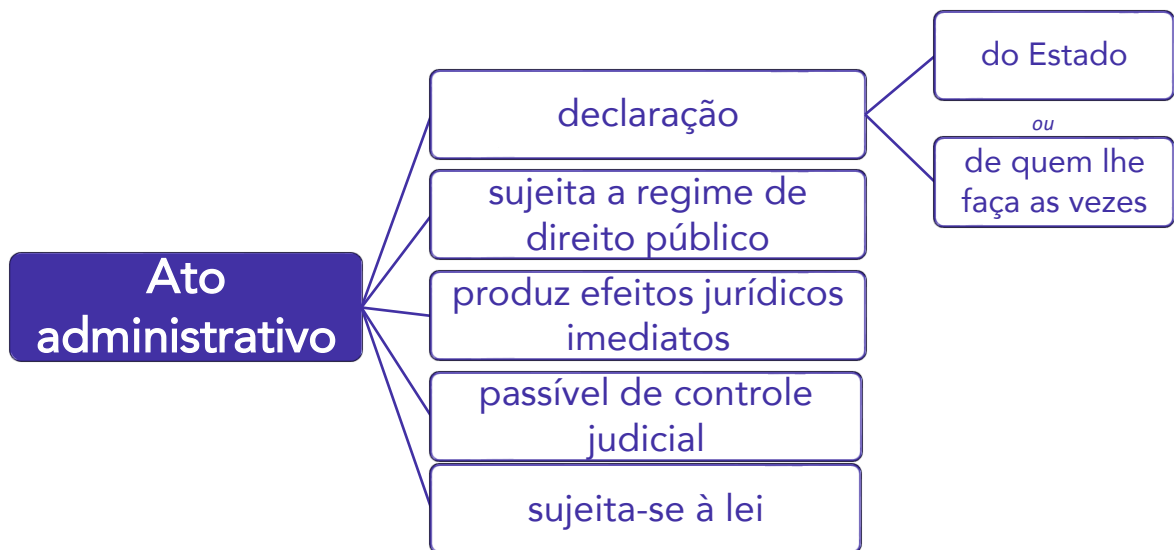 Ato
administrativo
declaração
do Estado
ou
de quem lhe
faça as vezes
sujeita a regime de
direito público
produz efeitos jurídicos
imediatos
passível de controle
judicial
sujeita-se à lei